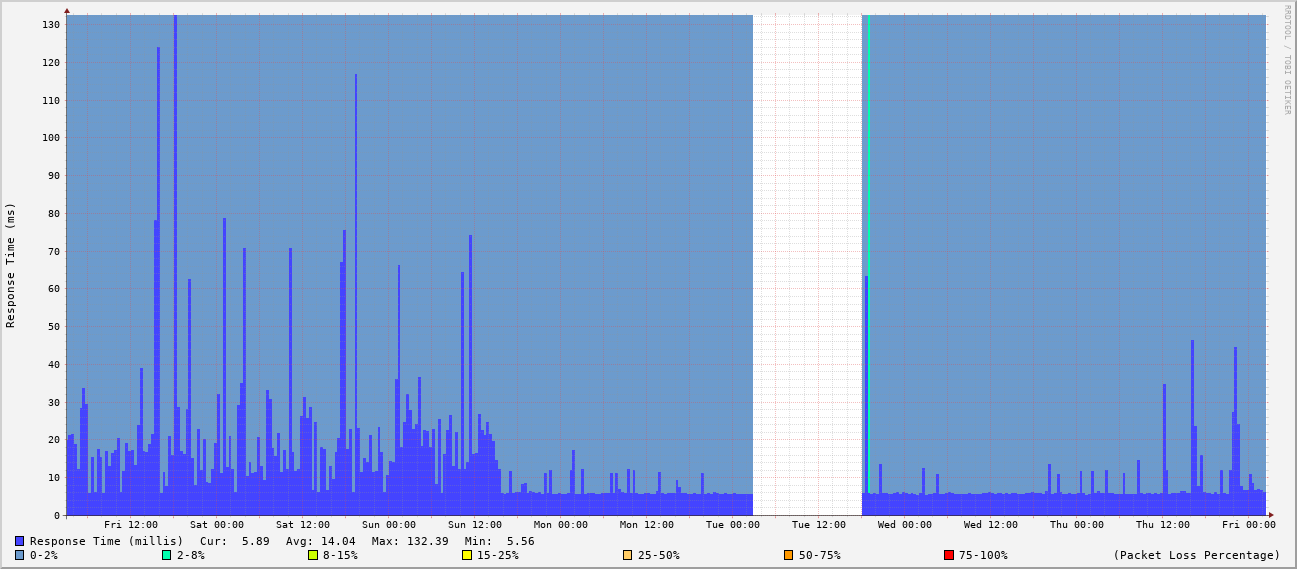 RRDTOOL / TOBI OETIKER
Response Time (ms)
130
120
110
100
90
80
70
60
50
40
30
20
10
0
Fri 12:00 Sat 00:00 Sat 12:00 Sun 00:00 Sun 12:00 Mon 00:00 Mon 12:00 Tue 00:00 Tue 12:00 Wed 00:00 Wed 12:00 Thu 00:00 Thu 12:00 Fri 00:00
Response Time (millis) Cur: 5.89 Avg: 14.04 Max: 132.39 Min: 5.56
0-2% 2-8% 8-15% 15-25% 25-50% 50-75% 75-100% (Packet Loss Percentage)